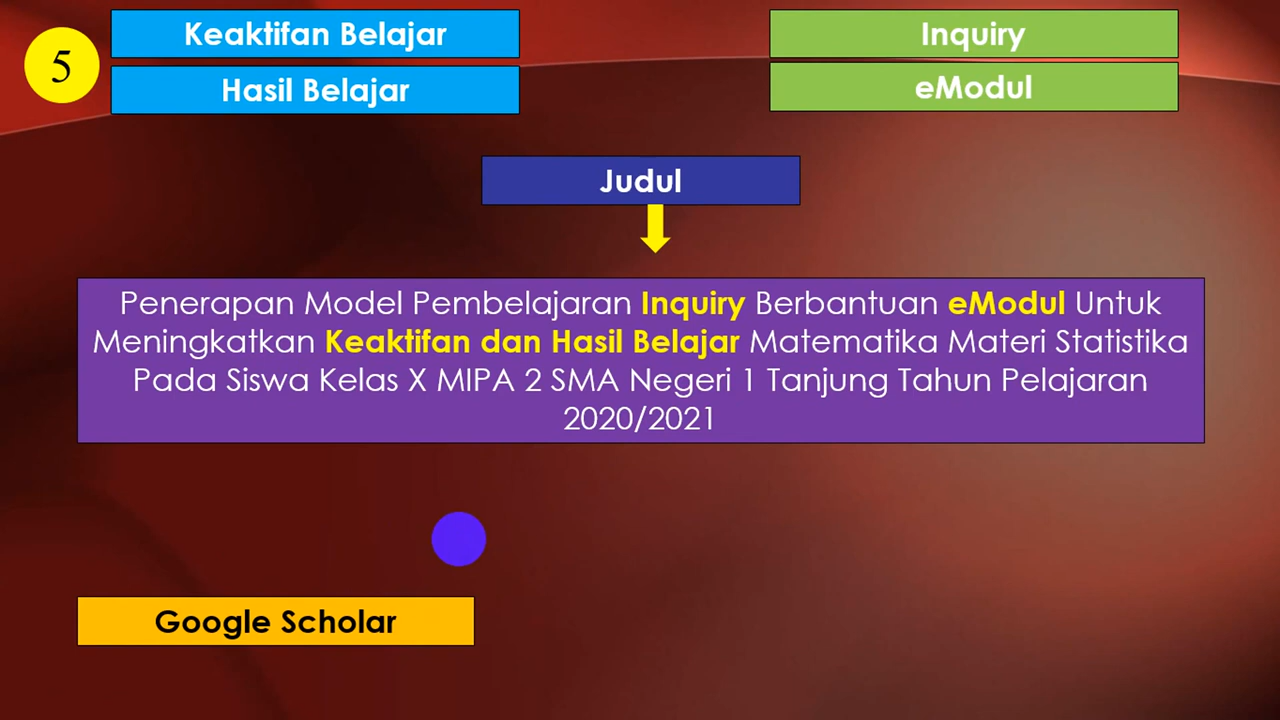 5
Keaktifan Belajar
Hasil Belajar
Inquiry
eModul
Judul
Penerapan Model Pembelajaran Inquiry Berbantuan eModul Untuk
Meningkatkan Keaktifan dan Hasil Belajar Matematika Materi Statistika
Pada Siswa Kelas X MIPA 2 SMA Negeri 1 Tanjung Tahun Pelajaran
2020/2021
Google Scholar